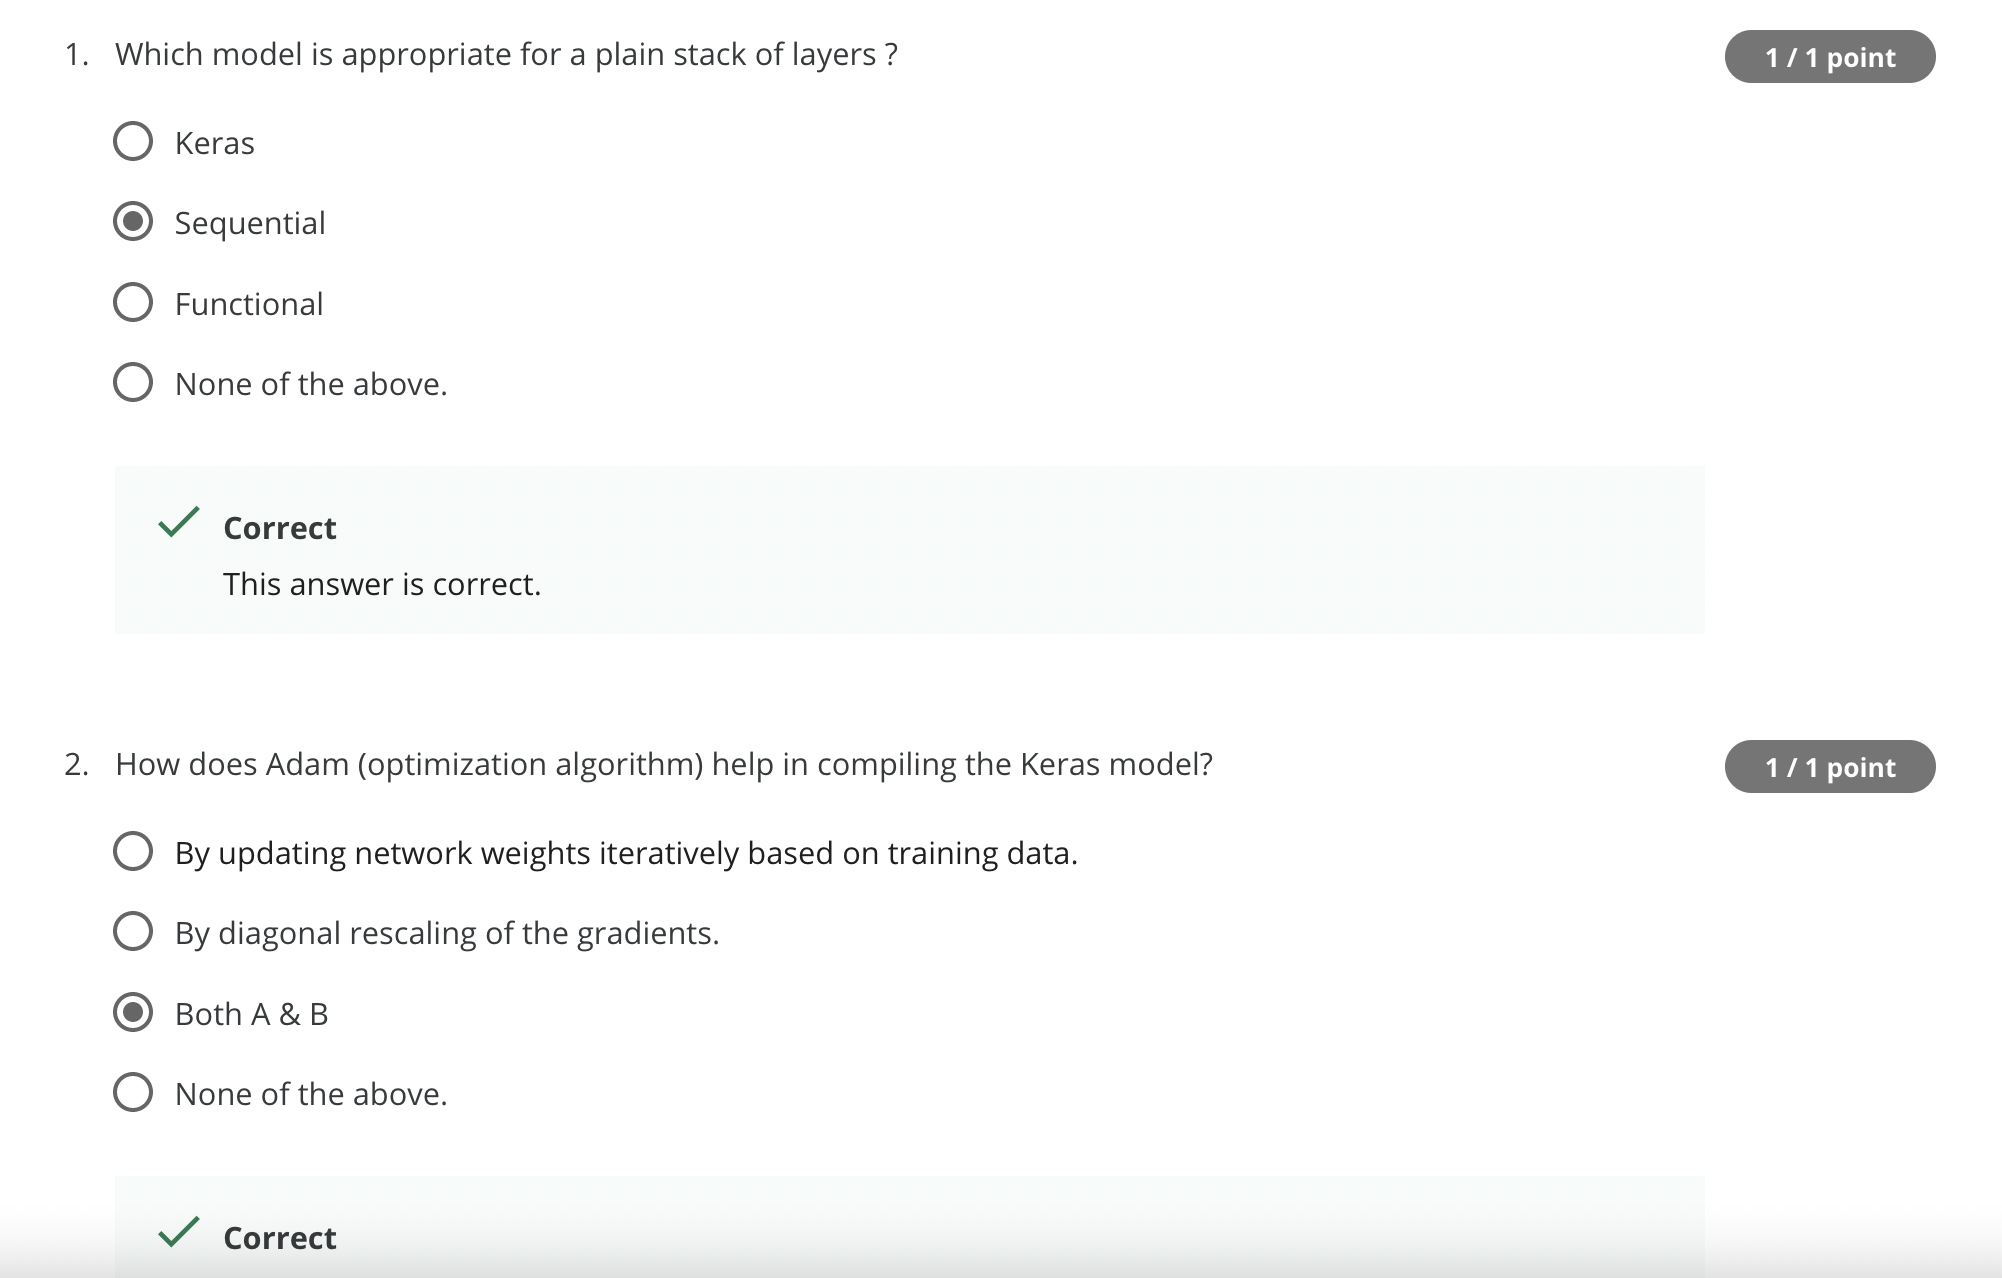 1. Which model is appropriate for a plain stack of layers ?
1 / 1 point
Keras
Sequential
Functional
None of the above.
Correct
This answer is correct.
2. How does Adam (optimization algorithm) help in compiling the Keras model?
1 / 1 point
By updating network weights iteratively based on training data.
By diagonal rescaling of the gradients.
Both A & B
None of the above.
Correct